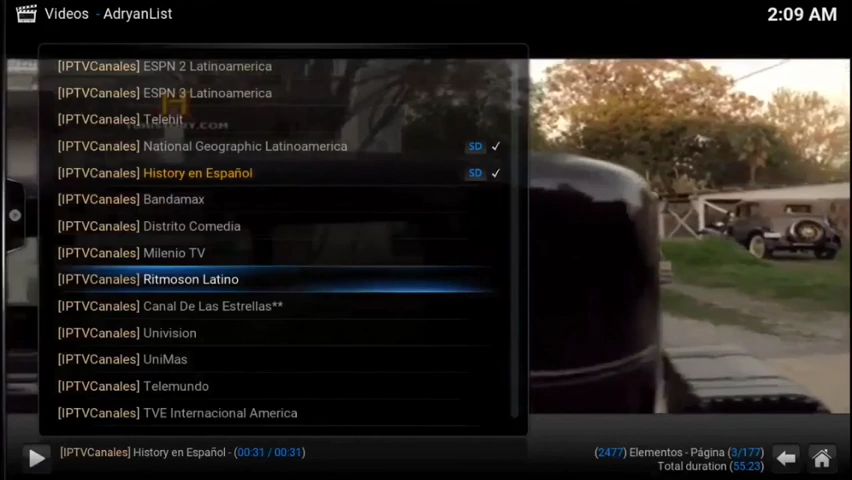 Videos - AdryanList
2:09 AM
[IPTVCanales] ESPN 2 Latinoamerica
[IPTVCanales] ESPN 3 Latinoamerica
[IPTVCanales] Telehit
[IPTVCanales] National Geographic Latinoamerica SD ✓
[IPTVCanales] History en Español SD ✓
[IPTVCanales] Bandamax
[IPTVCanales] Distrito Comedia
[IPTVCanales] Milenio TV
[IPTVCanales] Ritmoson Latino
[IPTVCanales] Canal De Las Estrellas**
[IPTVCanales] Univision
[IPTVCanales] UniMas
[IPTVCanales] Telemundo
[IPTVCanales] TVE Internacional America
[IPTVCanales] History en Español - (00:31 / 00:31)
(2477) Elementos - Página (3/177)
Total duration (55:23)